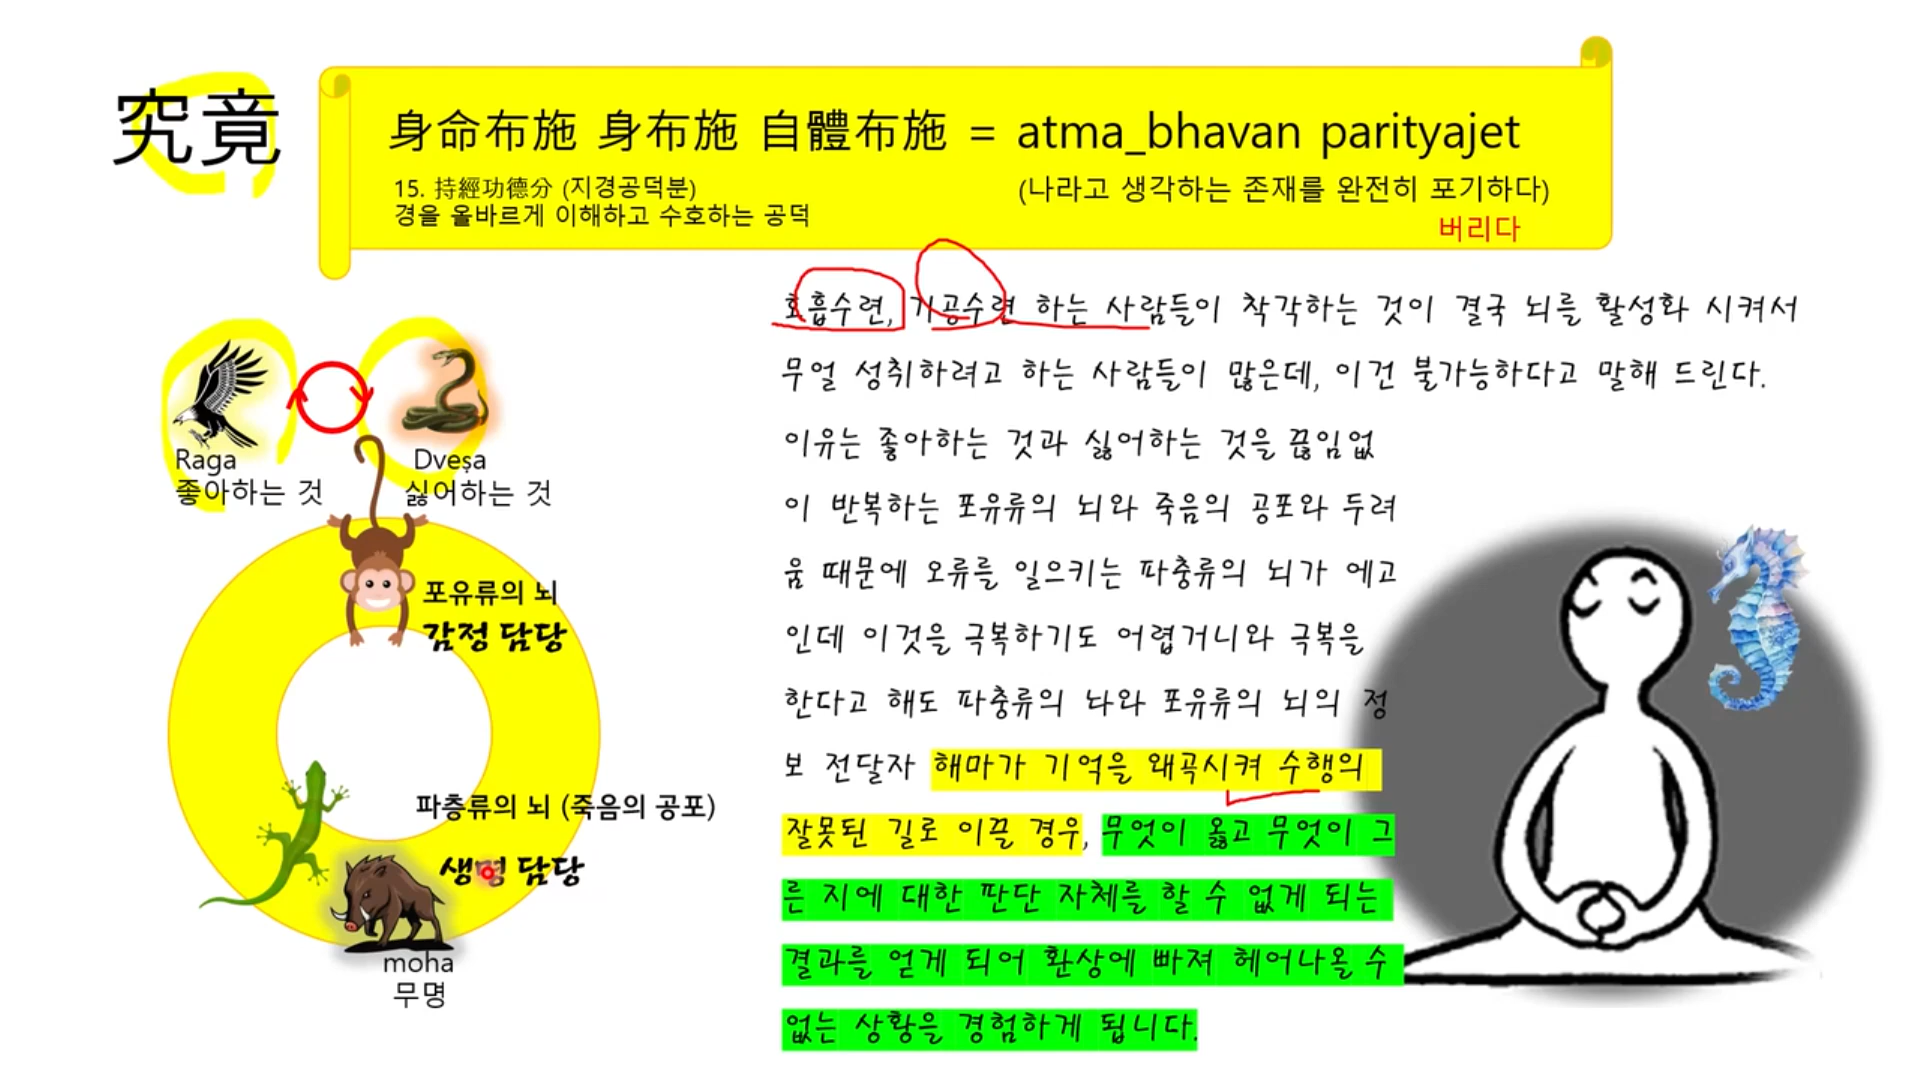 究竟
身命布施 身布施 自體布施 = atma_bhavan parityajet
15. 持經功德分 (지경공덕분)
경을 올바르게 이해하고 수호하는 공덕
(나라고 생각하는 존재를 완전히 포기하다)
버리다
Raga
좋아하는 것
Dveṣa
싫어하는 것
포유류의 뇌
감정 담당
파층류의 뇌 (죽음의 공포)
생명 담당
moha
무명
호흡수련, 기공수련 하는 사람들이 착각하는 것이 결국 뇌를 활성화 시켜서
무얼 성취하려고 하는 사람들이 많은데, 이건 불가능하다고 말해 드린다.
이유는 좋아하는 것과 싫어하는 것을 끊임없
이 반복하는 포유류의 뇌와 죽음의 공포와 두려
움 때문에 오류를 일으키는 파충류의 뇌가 에고
인데 이것을 극복하기도 어렵거니와 극복을
한다고 해도 파충류의 놔와 포유류의 뇌의 정
보 전달자 해마가 기억을 왜곡시켜 수행의
잘못된 길로 이끌 경우, 무엇이 옳고 무엇이 그
른 지에 대한 판단 자체를 할 수 없게 되는
결과를 얻게 되어 환상에 빠져 헤어나올 수
없는 상황을 경험하게 됩니다.